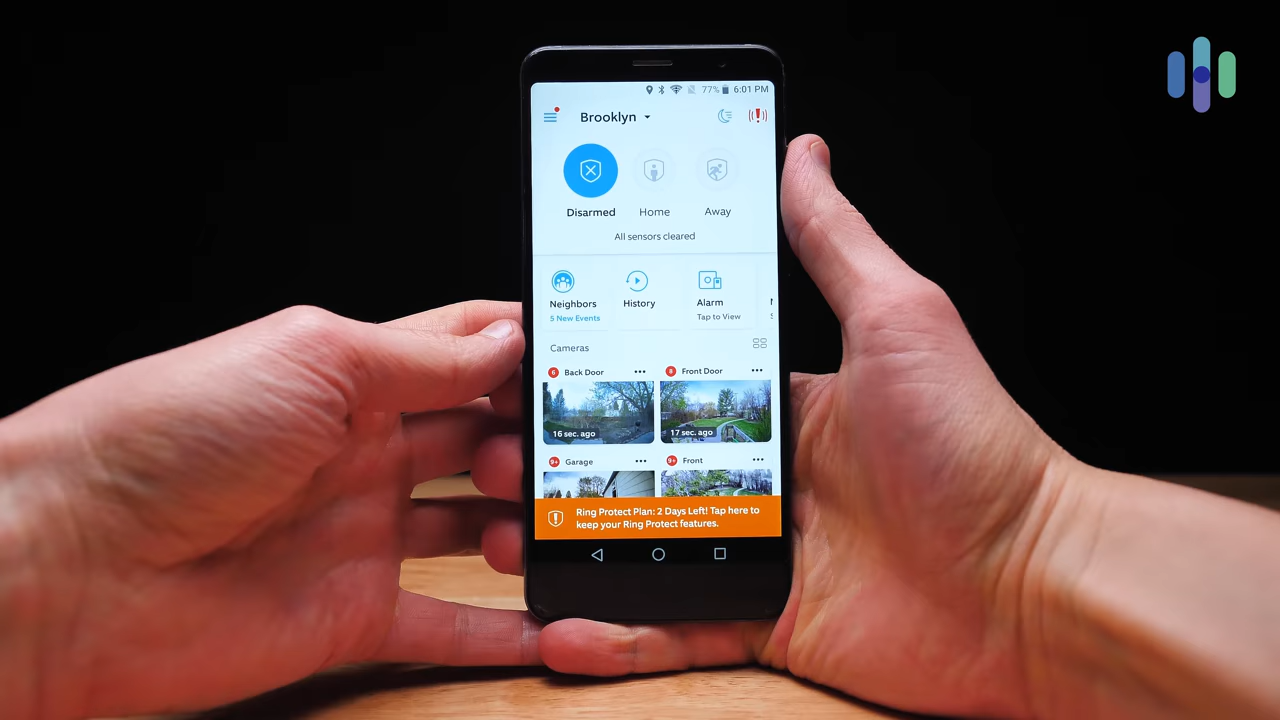 77% 6:01 PM
Brooklyn
Disarmed Home Away
All sensors cleared
Neighbors History Alarm
5 New Events Tap to View
Cameras
6 Back Door 8 Front Door
16 sec. ago 17 sec. ago
9+ Garage 9+ Front
Ring Protect Plan: 2 Days Left! Tap here to
keep your Ring Protect features.